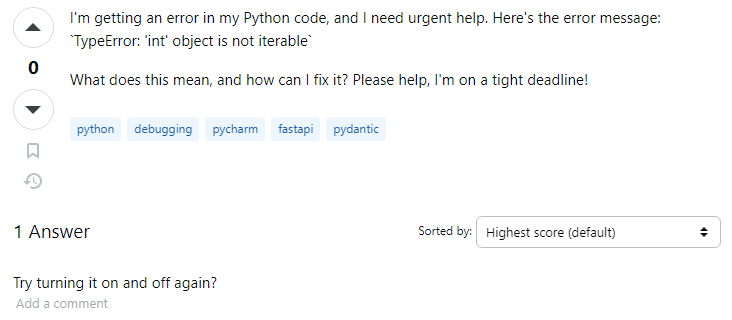 I'm getting an error in my Python code, and I need urgent help. Here's the error message:
`TypeError: 'int' object is not iterable`
0
What does this mean, and how can I fix it? Please help, I'm on a tight deadline!
python debugging pycharm fastapi pydantic
1 Answer
Sorted by: Highest score (default)
Try turning it on and off again?
Add a comment